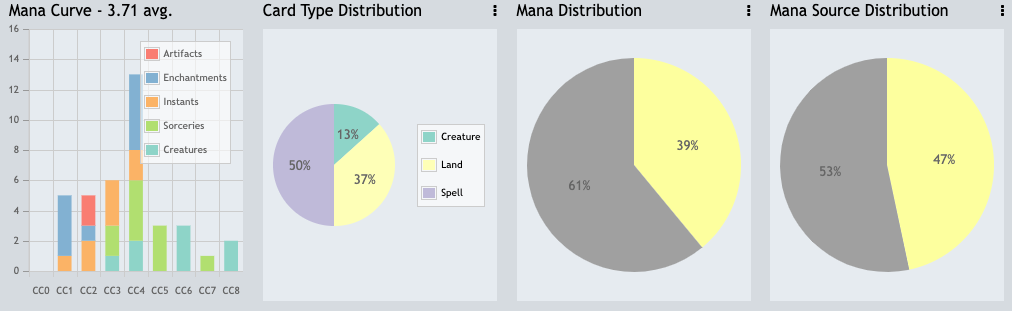 Mana Curve - 3.71 avg.
16
14
12
10
8
6
4
2
0
CC0 CC1 CC2 CC3 CC4 CC5 CC6 CC7 CC8
Artifacts
Enchantments
Instants
Sorceries
Creatures
Card Type Distribution
13%
50%
37%
Creature
Land
Spell
Mana Distribution
39%
61%
Mana Source Distribution
47%
53%